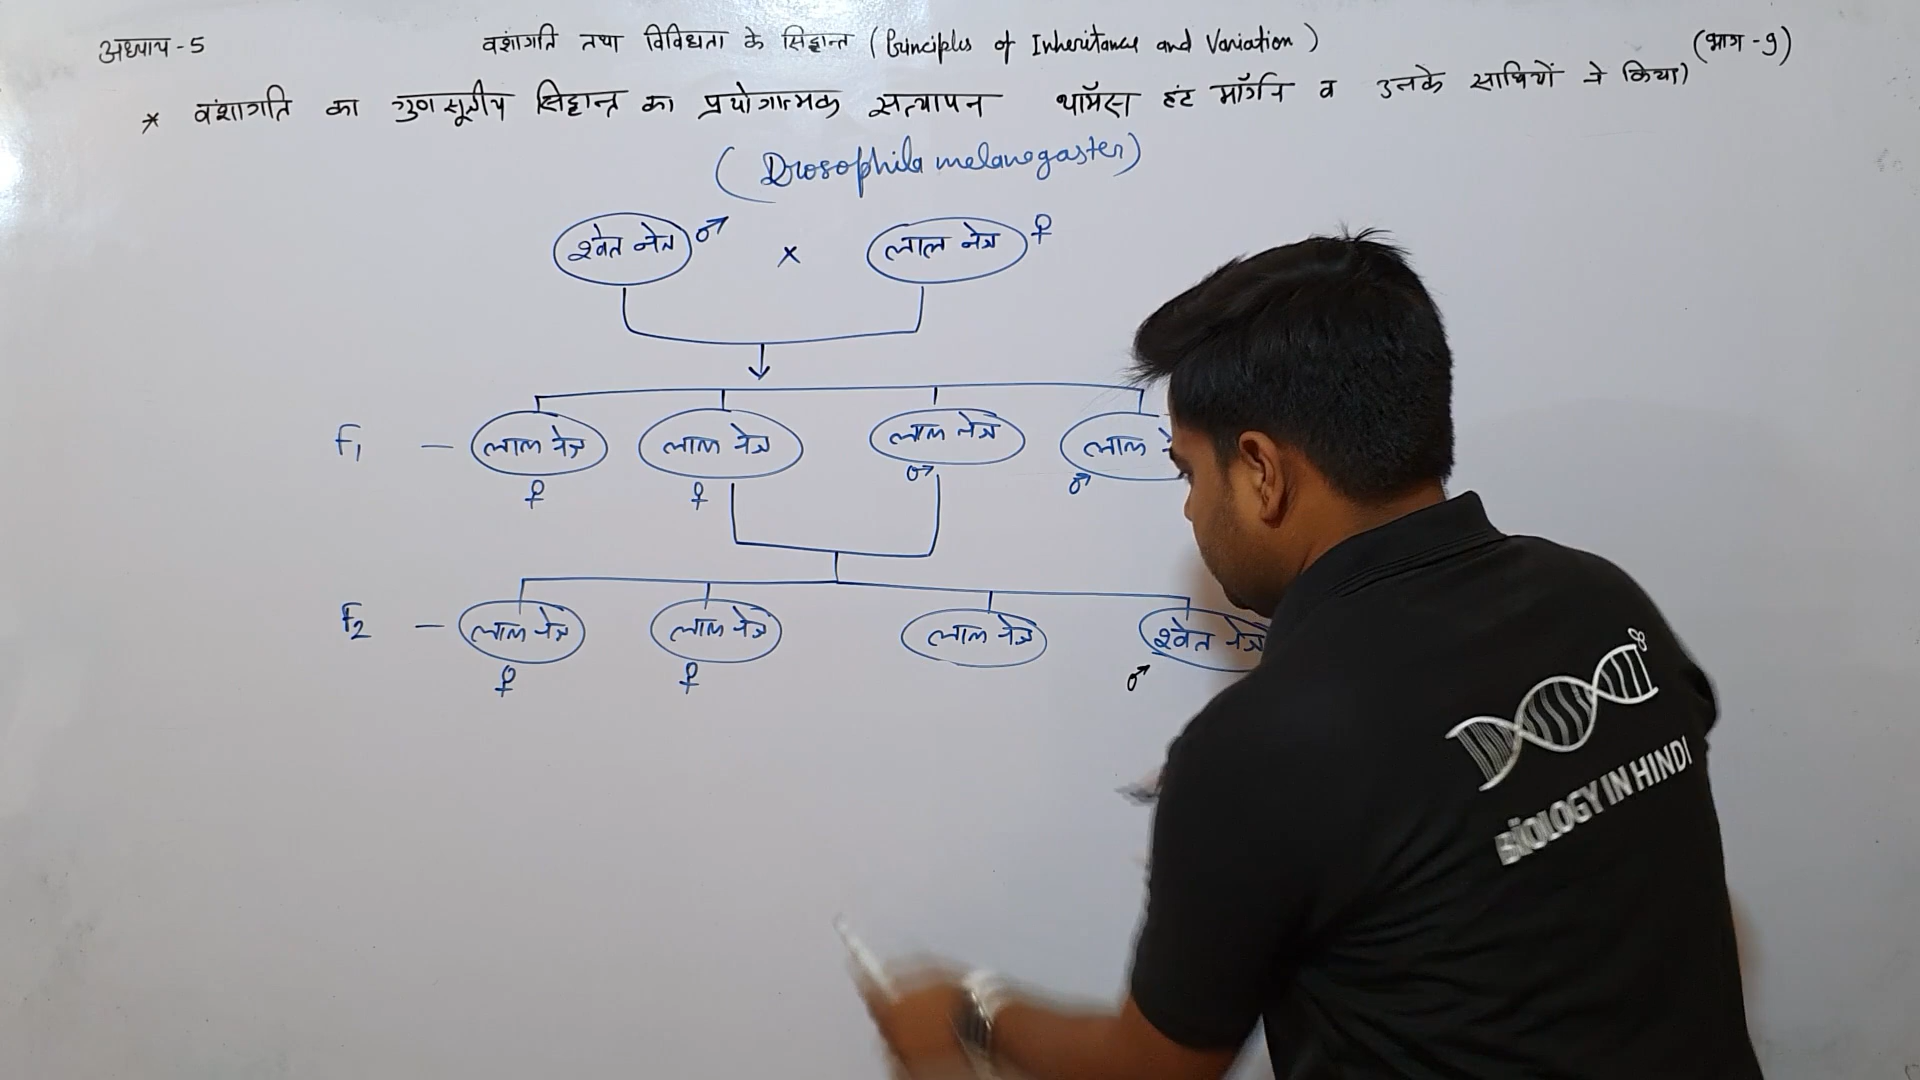 अध्याय - 5 वशांगति तथा विविधता के सिद्धान्त (Principles of Inheritance and Variation) (भाग - 9)
* वंशागति का गुणसूत्रीय सिद्धान्त का प्रयोगात्मक सत्यापन थॉमस हंट मॉर्गन व उनके साथियों ने किया)
(Drosophila melanogaster)
श्वेत नेत्र ♂ x लाल नेत्र ♀
F1 - लाल नेत्र लाल नेत्र लाल नेत्र लाल
♀ ♀ ♂ ♂
F2 - लाल नेत्र लाल नेत्र लाल नेत्र श्वेत नेत्र
♀ ♀ ♂
BIOLOGY IN HINDI